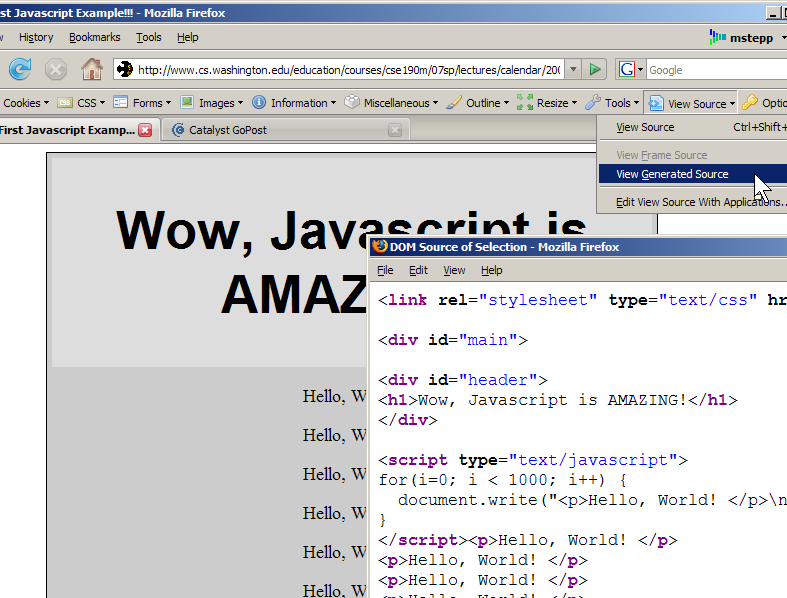 st Javascript Example!!! - Mozilla Firefox
History Bookmarks Tools Help mstepp
http://www.cs.washington.edu/education/courses/cse190m/07sp/lectures/calendar/200 G Google
Cookies CSS Forms Images Information Miscellaneous Outline Resize Tools View Source Optio
First Javascript Examp... Catalyst GoPost
View Source Ctrl+Shift+
View Frame Source
View Generated Source
Edit View Source With Applications...
Wow, Javascript is
AMAZ
DOM Source of Selection - Mozilla Firefox
File Edit View Help
<link rel="stylesheet" type="text/css" hr
<div id="main">
<div id="header">
<h1>Wow, Javascript is AMAZING!</h1>
</div>
<script type="text/javascript">
for(i=0; i < 1000; i++) {
document.write("<p>Hello, World! </p>\n
}
</script><p>Hello, World! </p>
<p>Hello, World! </p>
<p>Hello, World! </p>
<p>Hello, World! </p>
Hello, W
Hello, W
Hello, W
Hello, W
Hello, W
Hello, W